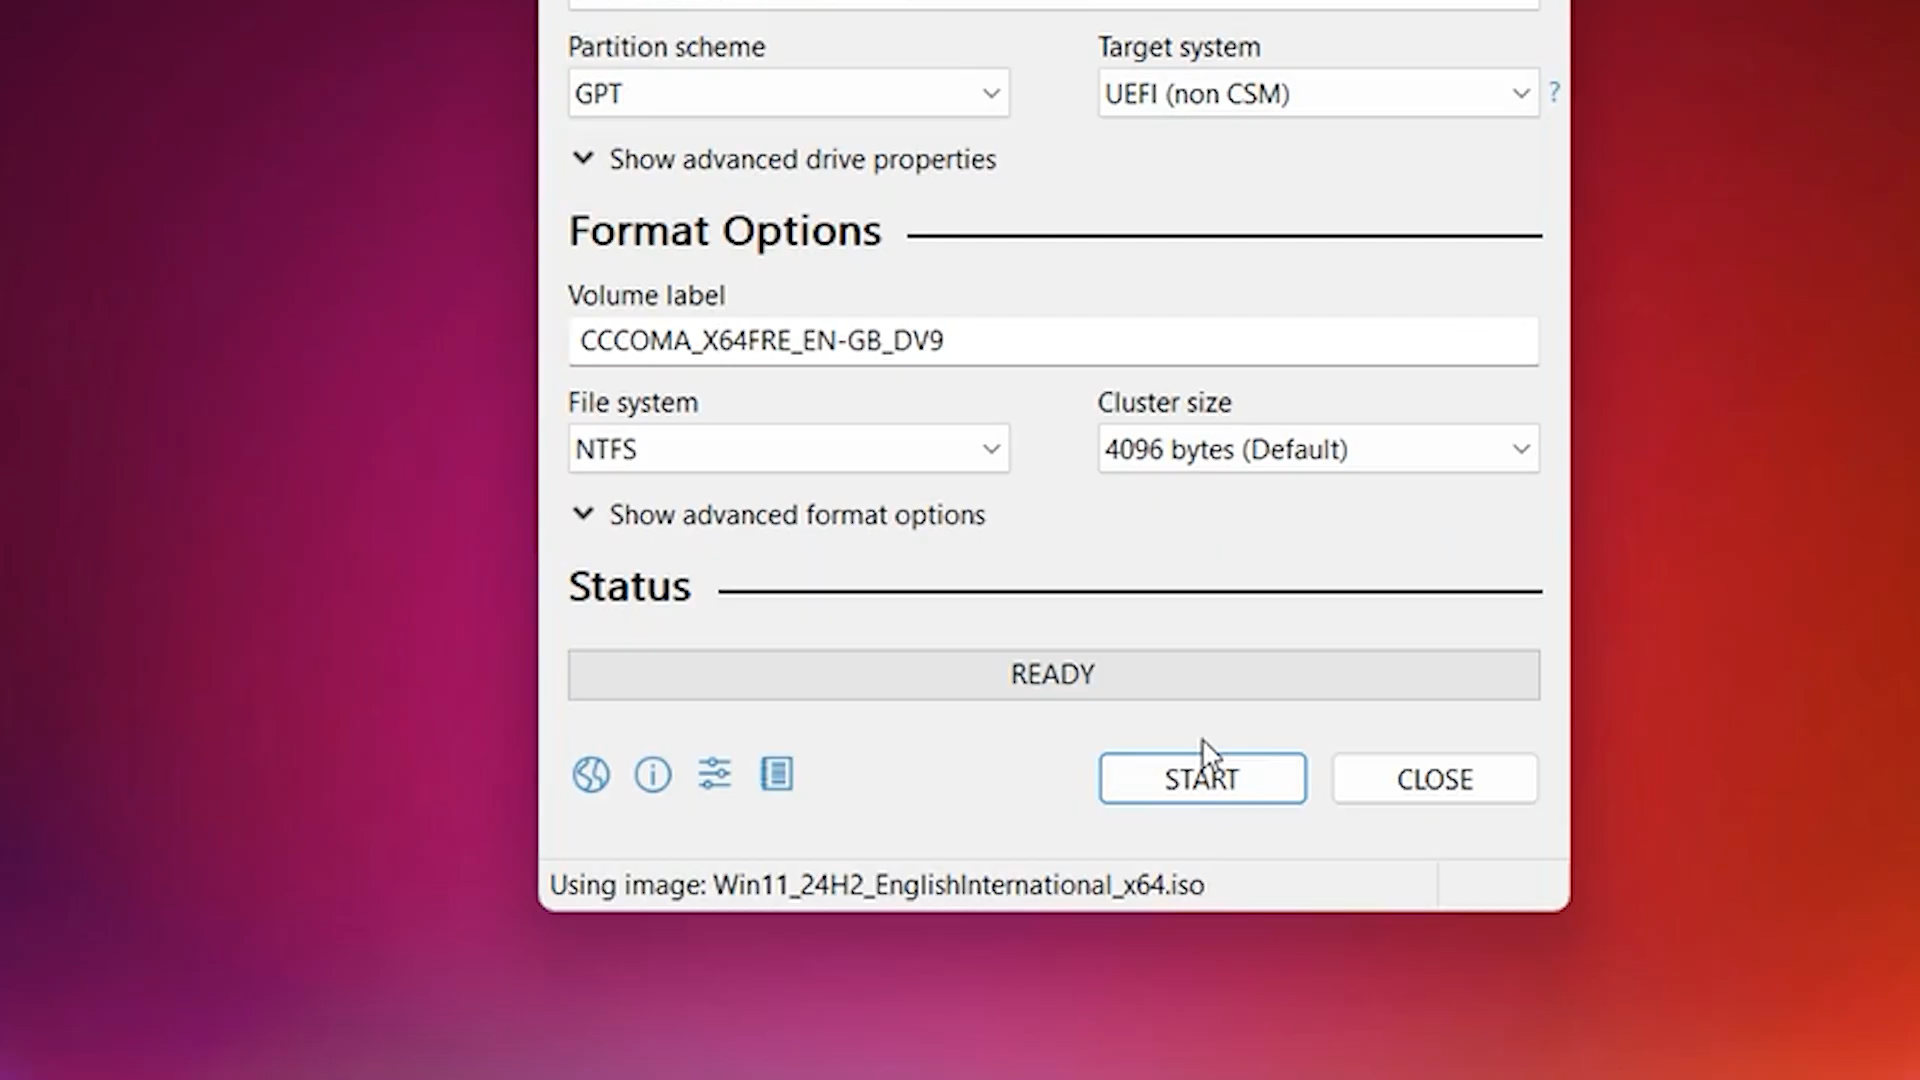 Partition scheme Target system
GPT UEFI (non CSM) ?
Show advanced drive properties
Format Options
Volume label
CCCOMA_X64FRE_EN-GB_DV9
File system Cluster size
NTFS 4096 bytes (Default)
Show advanced format options
Status
READY
START CLOSE
Using image: Win11_24H2_EnglishInternational_x64.iso